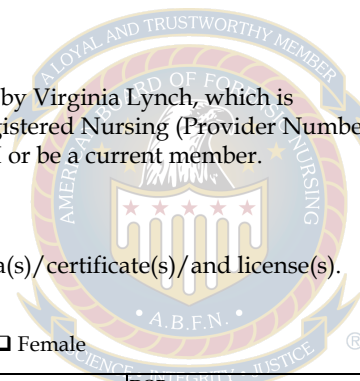 A LOYAL AND TRUSTWORTHY MEMBER
AMERICAN BOARD OF FORENSIC NURSING
by Virginia Lynch, which is
gistered Nursing (Provider Numbe
or be a current member.
a(s)/certificate(s)/and license(s).
A.B.F.N.
❑ Female
®
SCIENCE • INTEGRITY • JUSTICE